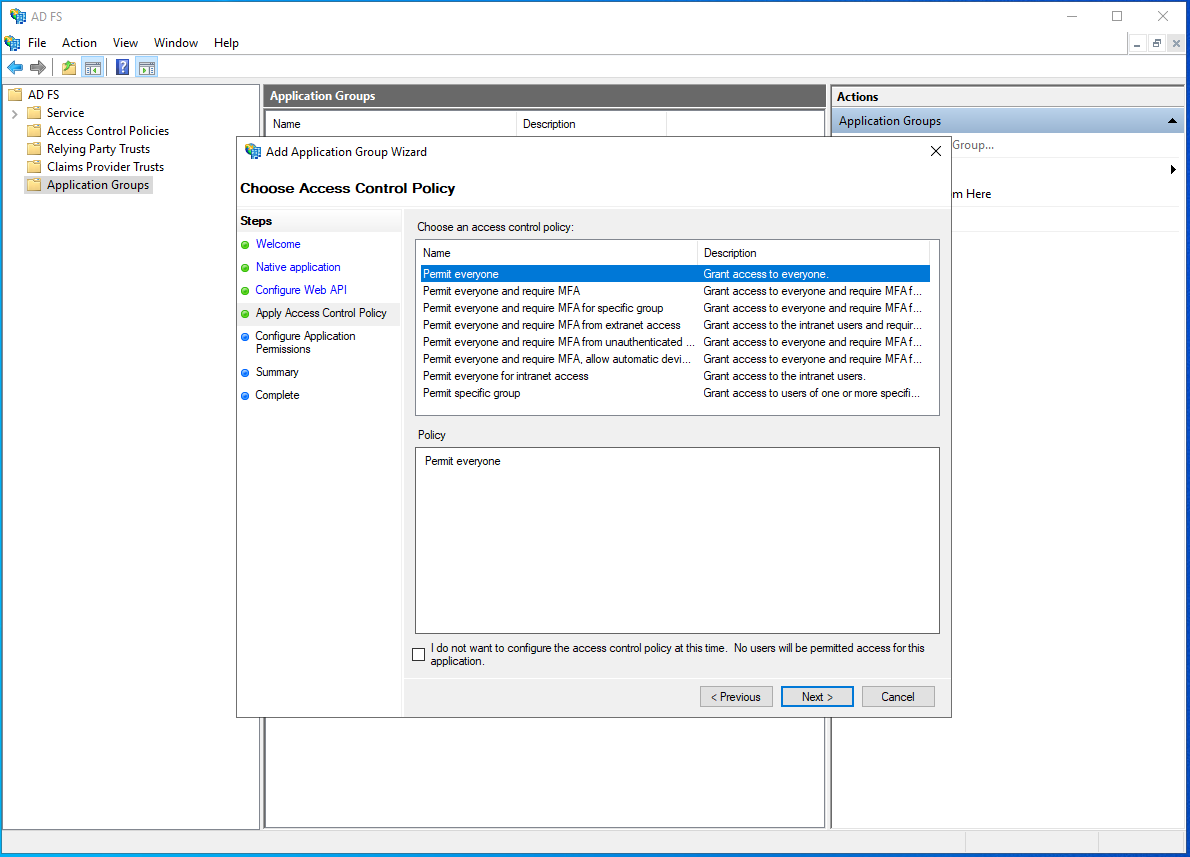 AD FS
File Action View Window Help
AD FS
Service
Access Control Policies
Relying Party Trusts
Claims Provider Trusts
Application Groups
Application Groups
Name Description
Actions
Application Groups
Group...
m Here
Add Application Group Wizard
Choose Access Control Policy
Steps
Welcome
Native application
Configure Web API
Apply Access Control Policy
Configure Application
Permissions
Summary
Complete
Choose an access control policy:
Name Description
Permit everyone Grant access to everyone.
Permit everyone and require MFA Grant access to everyone and require MFA f...
Permit everyone and require MFA for specific group Grant access to everyone and require MFA f...
Permit everyone and require MFA from extranet access Grant access to the intranet users and requir...
Permit everyone and require MFA from unauthenticated ... Grant access to everyone and require MFA f...
Permit everyone and require MFA, allow automatic devi... Grant access to everyone and require MFA f...
Permit everyone for intranet access Grant access to the intranet users.
Permit specific group Grant access to users of one or more specifi...
Policy
Permit everyone
I do not want to configure the access control policy at this time. No users will be permitted access for this
application.
< Previous Next > Cancel